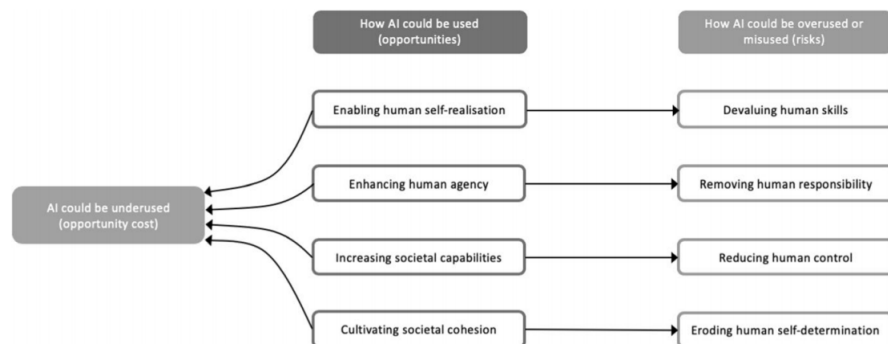 How AI could be used
(opportunities)
How AI could be overused or
misused (risks)
Enabling human self-realisation
Devaluing human skills
Enhancing human agency
Removing human responsibility
AI could be underused
(opportunity cost)
Increasing societal capabilities
Reducing human control
Cultivating societal cohesion
Eroding human self-determination